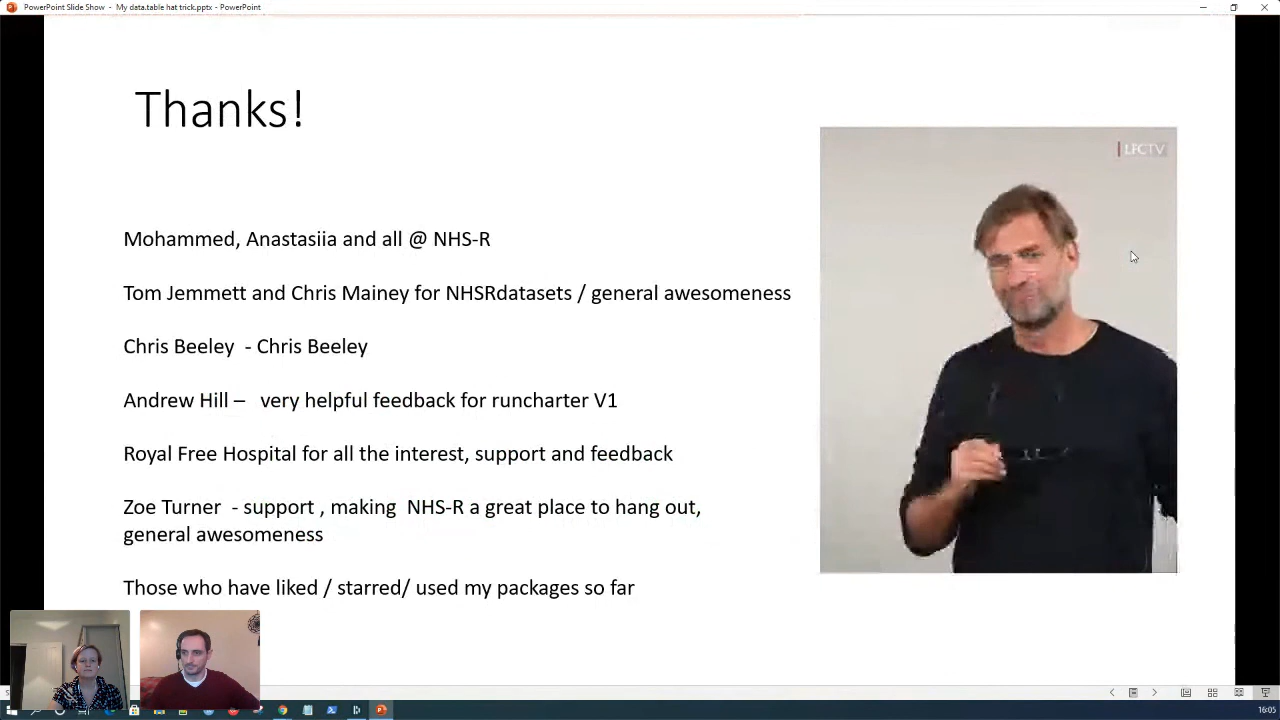 PowerPoint Slide Show - My data.table hat trick.pptx - PowerPoint
Thanks!
LFCTV
Mohammed, Anastasiia and all @ NHS-R
Tom Jemmett and Chris Mainey for NHSRdatasets / general awesomeness
Chris Beeley - Chris Beeley
Andrew Hill – very helpful feedback for runcharter V1
Royal Free Hospital for all the interest, support and feedback
Zoe Turner - support , making NHS-R a great place to hang out,
general awesomeness
Those who have liked / starred/ used my packages so far
16:05